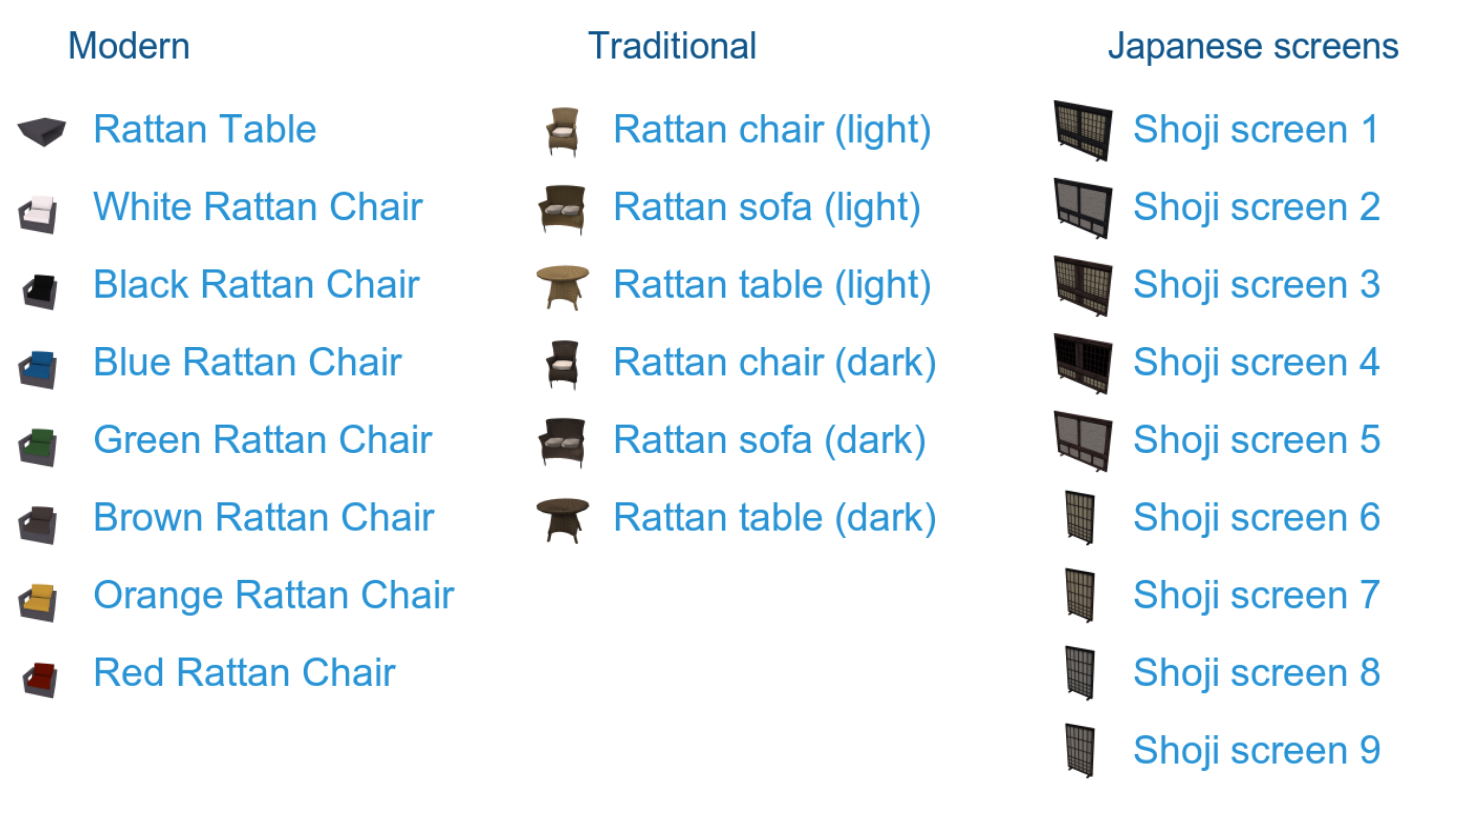 Modern
Rattan Table
White Rattan Chair
Black Rattan Chair
Blue Rattan Chair
Green Rattan Chair
Brown Rattan Chair
Orange Rattan Chair
Red Rattan Chair
Traditional
Rattan chair (light)
Rattan sofa (light)
Rattan table (light)
Rattan chair (dark)
Rattan sofa (dark)
Rattan table (dark)
Japanese screens
Shoji screen 1
Shoji screen 2
Shoji screen 3
Shoji screen 4
Shoji screen 5
Shoji screen 6
Shoji screen 7
Shoji screen 8
Shoji screen 9